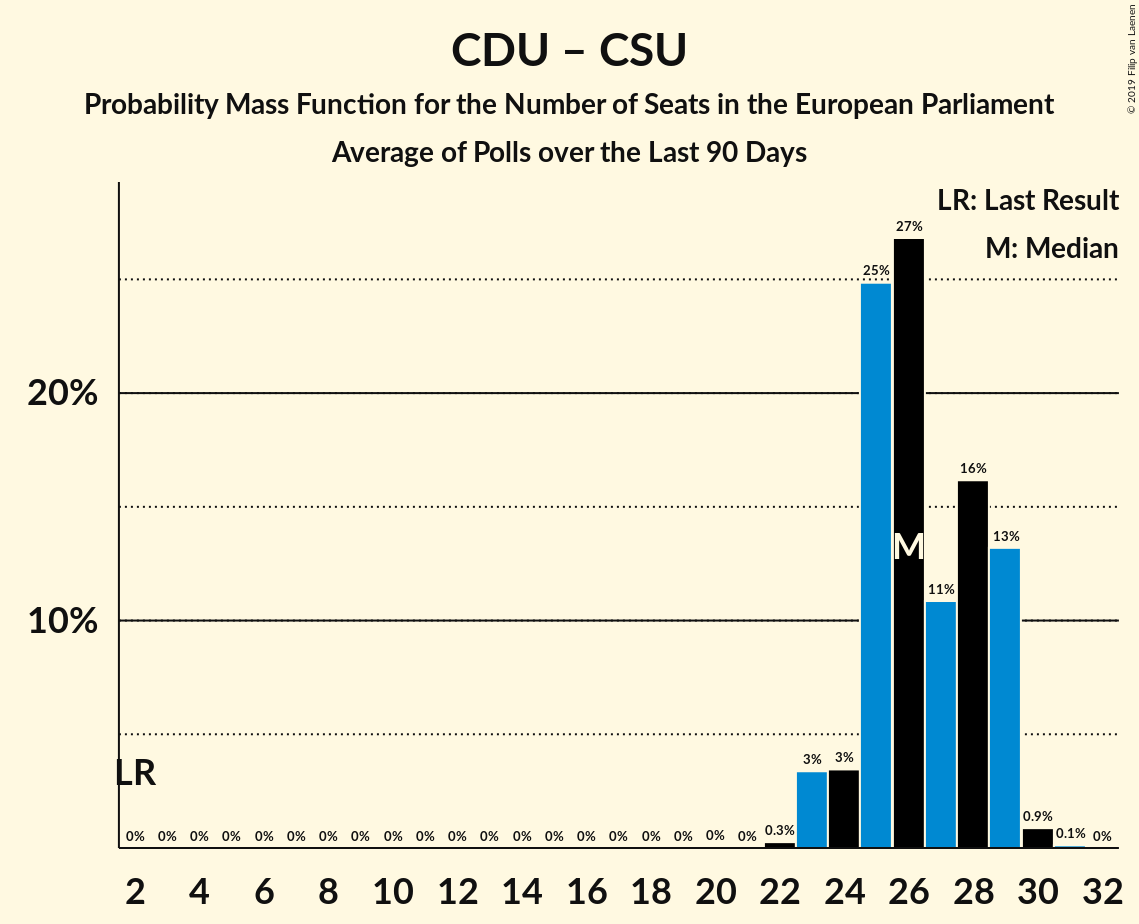 CDU – CSU
Probability Mass Function for the Number of Seats in the European Parliament
Average of Polls over the Last 90 Days
© 2019 Filip van Laenen
LR: Last Result
M: Median
27%
25%
20%
16%
M
13%
11%
10%
LR
3%
3%
0% 0% 0% 0% 0% 0% 0% 0% 0% 0% 0% 0% 0% 0% 0% 0% 0% 0% 0% 0% 0.3% 0.9% 0.1% 0%
2 4 6 8 10 12 14 16 18 20 22 24 26 28 30 32